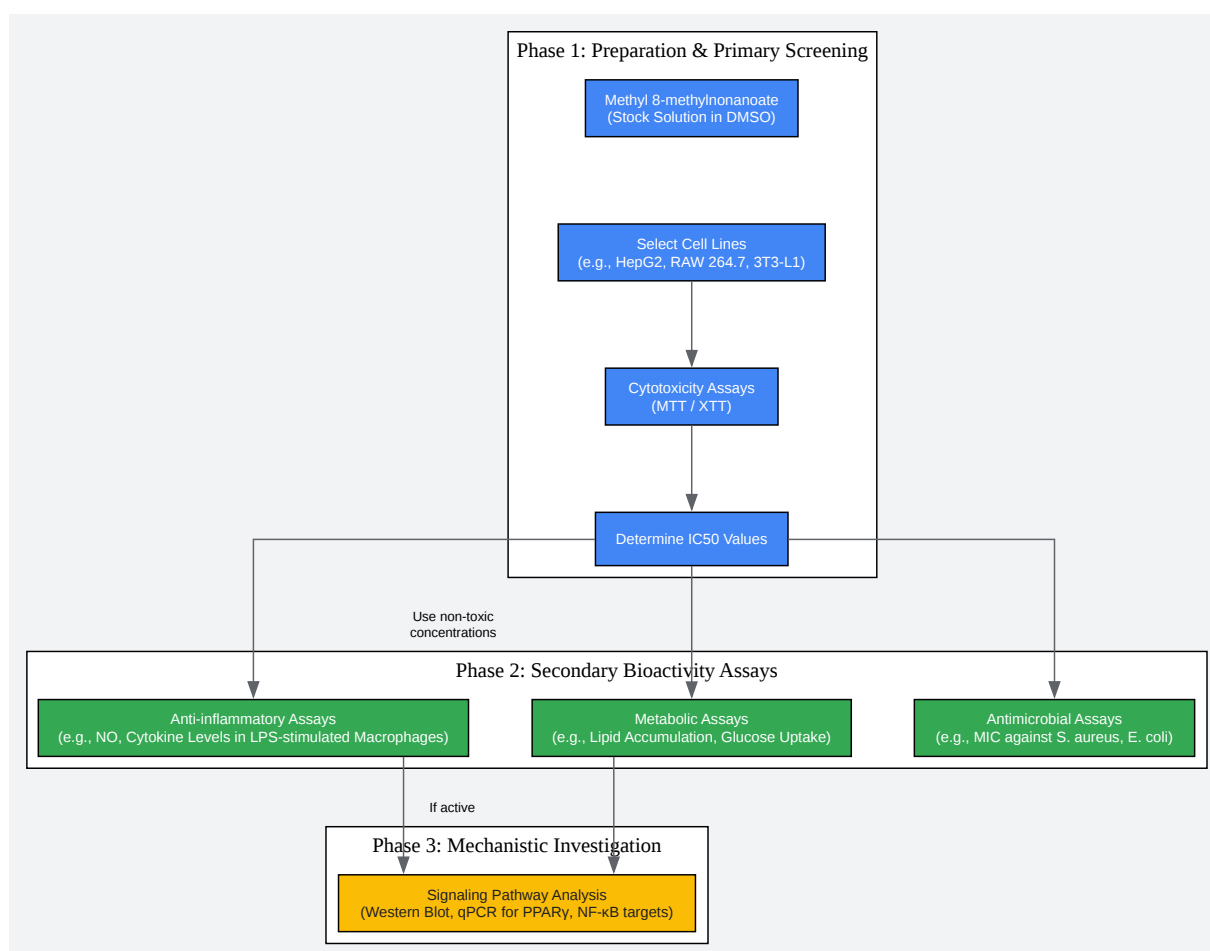 Phase 1: Preparation & Primary Screening
Methyl 8-methylnonanoate
(Stock Solution in DMSO)
Select Cell Lines
(e.g., HepG2, RAW 264.7, 3T3-L1)
Cytotoxicity Assays
(MTT / XTT)
Determine IC50 Values
Use non-toxic
concentrations
Phase 2: Secondary Bioactivity Assays
Anti-inflammatory Assays
(e.g., NO, Cytokine Levels in LPS-stimulated Macrophages)
Metabolic Assays
(e.g., Lipid Accumulation, Glucose Uptake)
Antimicrobial Assays
(e.g., MIC against S. aureus, E. coli)
If active
Phase 3: Mechanistic Investigation
Signaling Pathway Analysis
(Western Blot, qPCR for PPARγ, NF-κB targets)